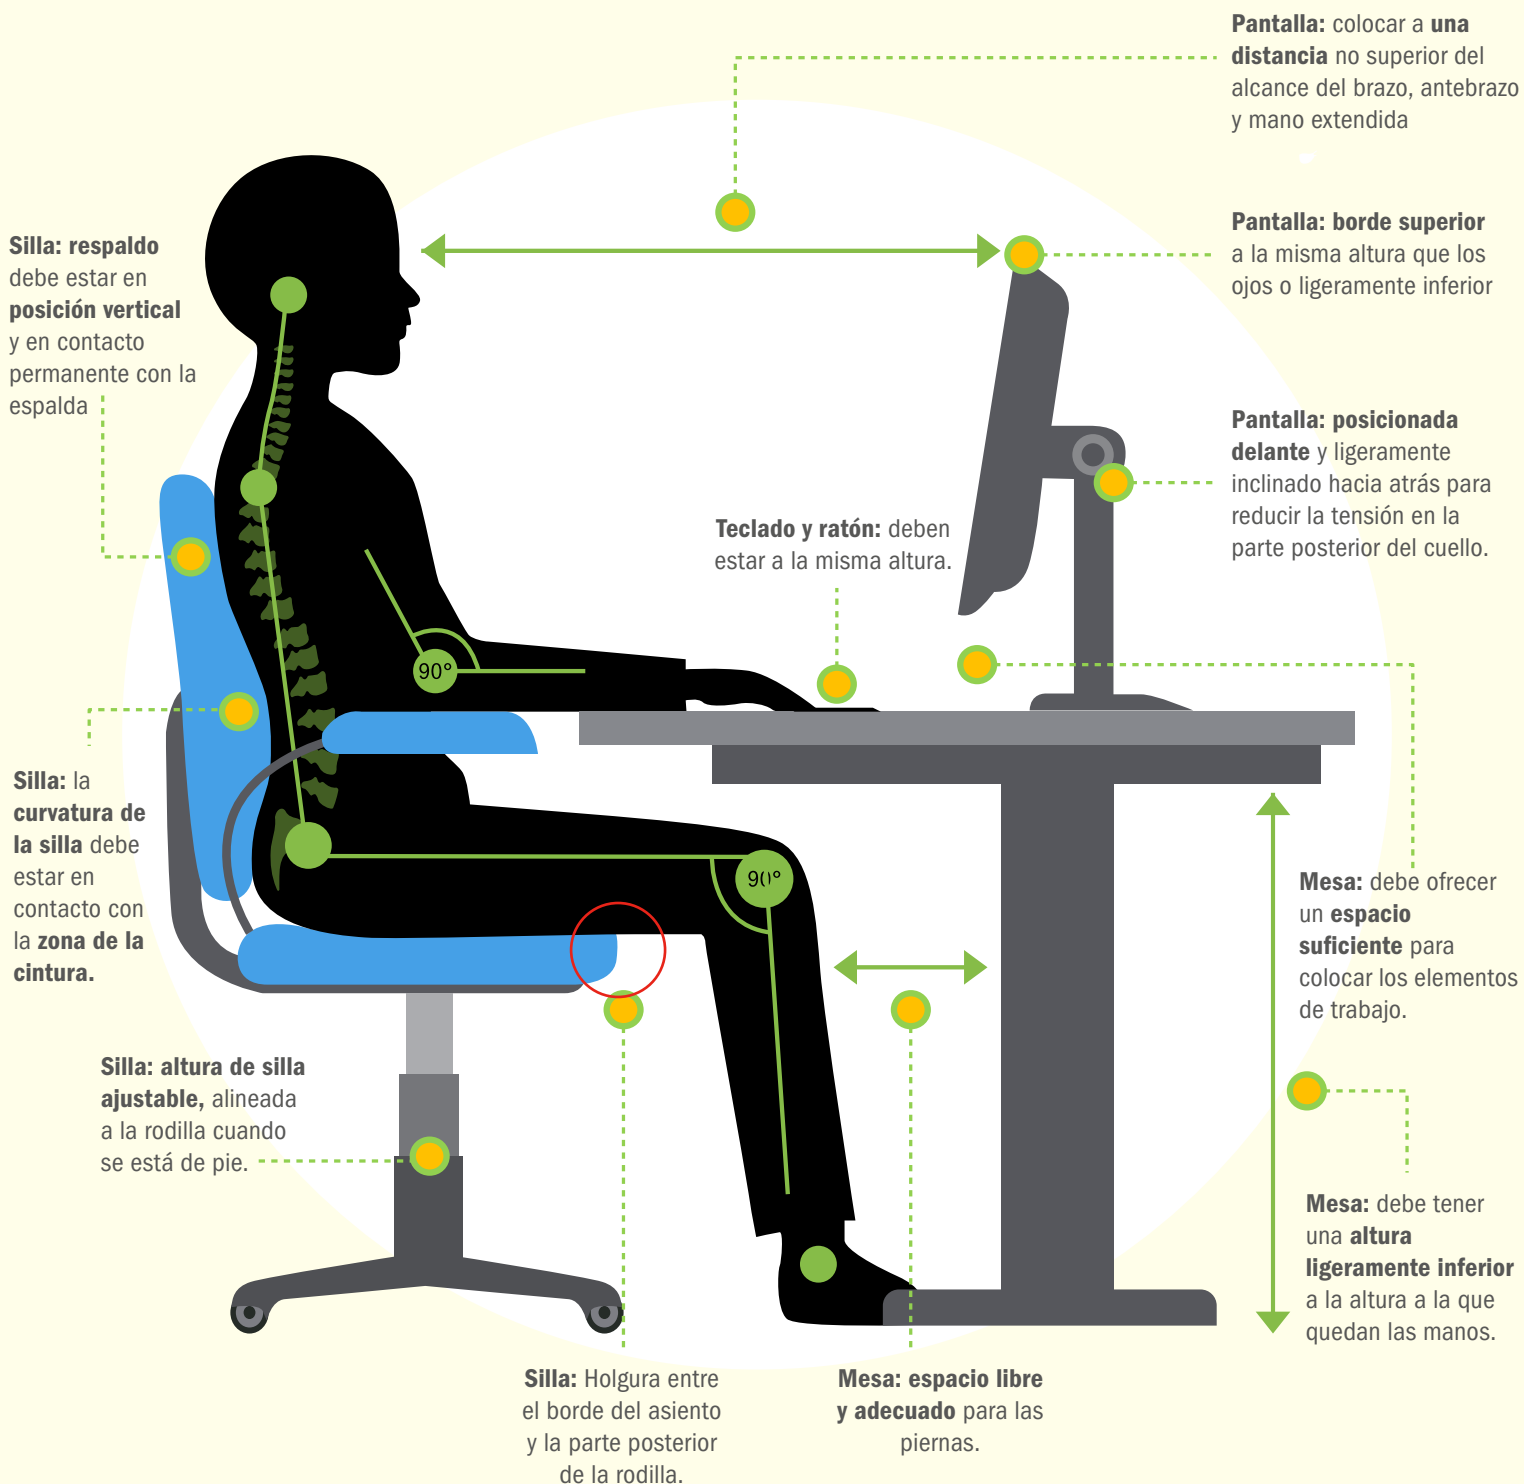 Pantalla: colocar a una
distancia no superior del
alcance del brazo, antebrazo
y mano extendida
Pantalla: borde superior
a la misma altura que los
ojos o ligeramente inferior
Silla: respaldo
debe estar en
posición vertical
y en contacto
permanente con la
espalda
Pantalla: posicionada
delante y ligeramente
inclinado hacia atrás para
reducir la tensión en la
parte posterior del cuello.
Teclado y ratón: deben
estar a la misma altura.
90°
Silla: la
curvatura de
la silla debe
estar en
contacto con
la zona de la
cintura.
90°
Mesa: debe ofrecer
un espacio
suficiente para
colocar los elementos
de trabajo.
Silla: altura de silla
ajustable, alineada
a la rodilla cuando
se está de pie.
Mesa: debe tener
una altura
ligeramente inferior
a la altura a la que
quedan las manos.
Silla: Holgura entre
el borde del asiento
y la parte posterior
de la rodilla.
Mesa: espacio libre
y adecuado para las
piernas.